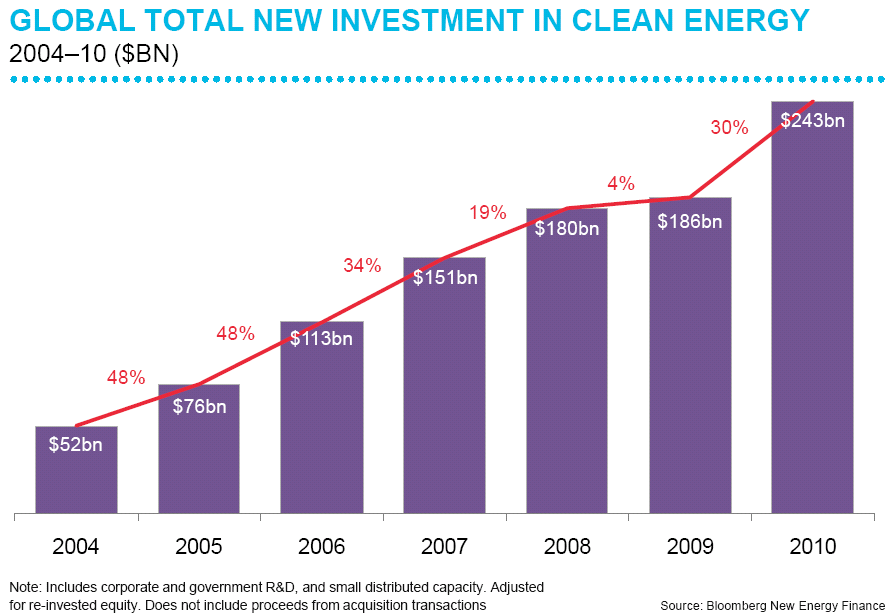 GLOBAL TOTAL NEW INVESTMENT IN CLEAN ENERGY
2004–10 ($BN)
30%
$243bn
4%
19%
$186bn
$180bn
34%
$151bn
48%
$113bn
48%
$76bn
$52bn
2004 2005 2006 2007 2008 2009 2010
Note: Includes corporate and government R&D, and small distributed capacity. Adjusted
for re-invested equity. Does not include proceeds from acquisition transactions
Source: Bloomberg New Energy Finance